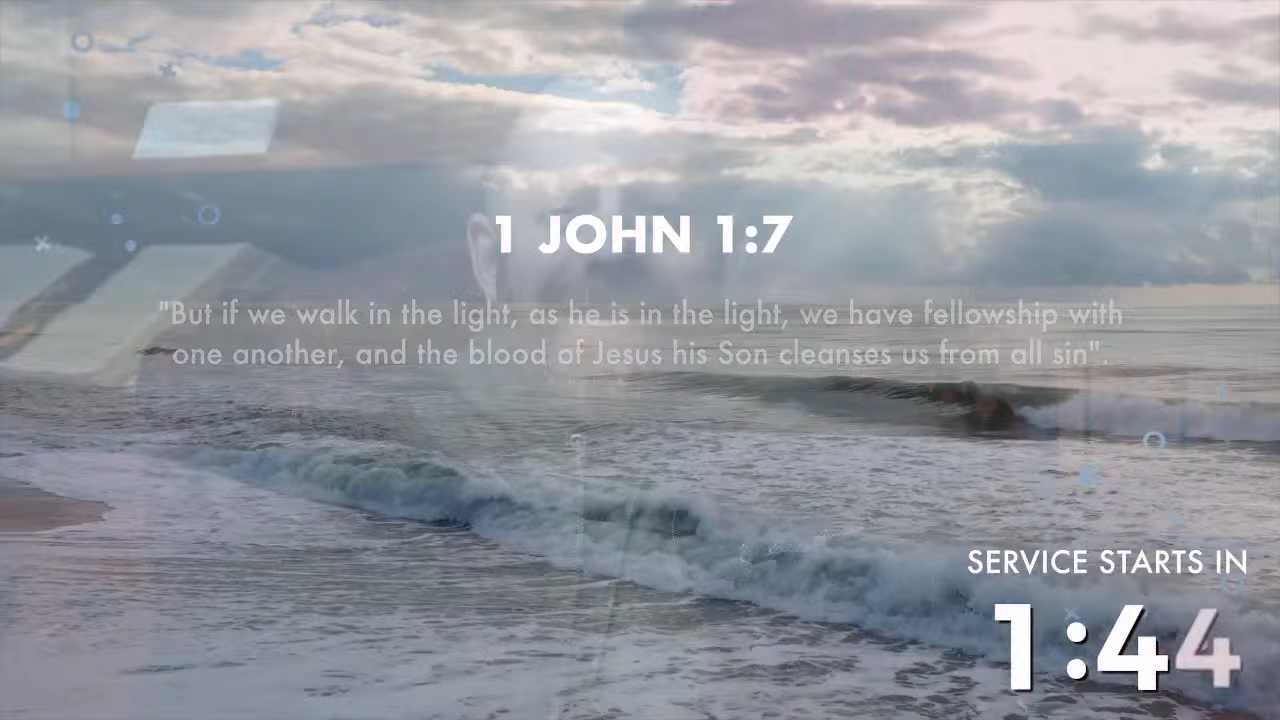 1 JOHN 1:7
"But if we walk in the light, as he is in the light, we have fellowship with
one another, and the blood of Jesus his Son cleanses us from all sin".
SERVICE STARTS IN
1:44